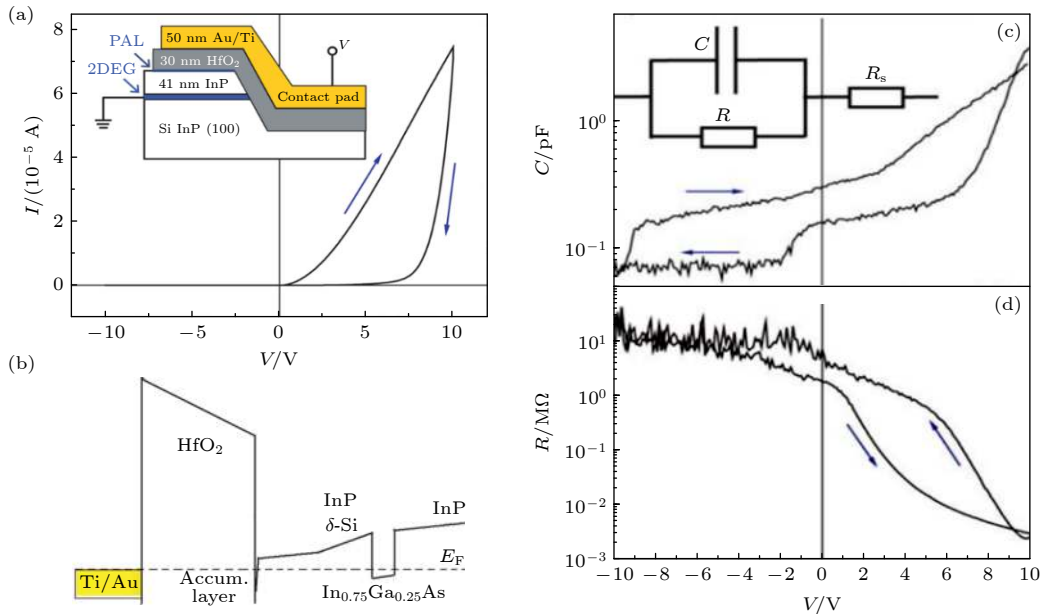 (a)
8
6
4
2
0
I/(10⁻⁵ A)
−10
−5
0
5
10
V/V
50 nm Au/Ti
PAL
30 nm HfO₂
2DEG
41 nm InP
Contact pad
Si InP (100)
V
(b)
HfO₂
InP
δ-Si
InP
E_F
Ti/Au
Accum.
layer
In₀.₇₅Ga₀.₂₅As
(c)
C
R
Rₛ
C/pF
10⁰
10⁻¹
(d)
R/MΩ
10¹
10⁰
10⁻¹
10⁻²
10⁻³
−10 −8 −6 −4 −2 0 2 4 6 8 10
V/V